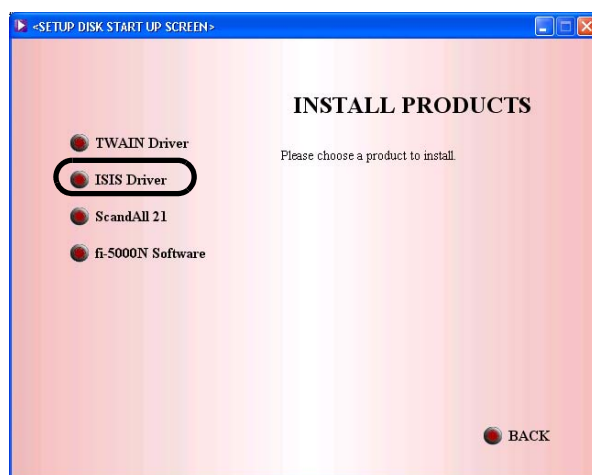 <SETUP DISK START UP SCREEN>
INSTALL PRODUCTS
Please choose a product to install.
TWAIN Driver
ISIS Driver
ScandAll 21
fi-5000N Software
BACK